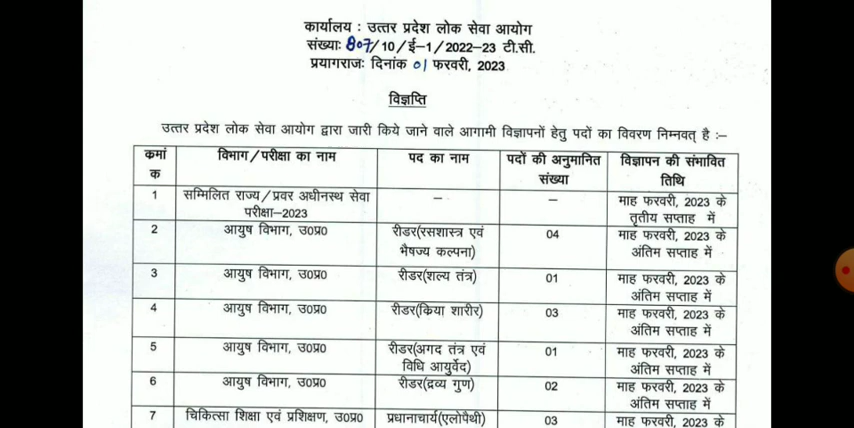 कार्यालय : उत्तर प्रदेश लोक सेवा आयोग
संख्याः 807/10/ई-1/2022-23 टी.सी.
प्रयागराजः दिनांक 01 फरवरी, 2023
विज्ञप्ति
उत्तर प्रदेश लोक सेवा आयोग द्वारा जारी किये जाने वाले आगामी विज्ञापनों हेतु पदों का विवरण निम्नवत् है :–
कमां विभाग/परीक्षा का नाम पद का नाम पदों की अनुमानित विज्ञापन की संभावित
क संख्या तिथि
1 सम्मिलित राज्य/प्रवर अधीनस्थ सेवा – – माह फरवरी, 2023 के
परीक्षा–2023 तृतीय सप्ताह में
2 आयुष विभाग, उ0प्र0 रीडर(रसशास्त्र एवं 04 माह फरवरी, 2023 के
भैषज्य कल्पना) अंतिम सप्ताह में
3 आयुष विभाग, उ0प्र0 रीडर(शल्य तंत्र) 01 माह फरवरी, 2023 के
अंतिम सप्ताह में
4 आयुष विभाग, उ0प्र0 रीडर(किया शारीर) 03 माह फरवरी, 2023 के
अंतिम सप्ताह में
5 आयुष विभाग, उ0प्र0 रीडर(अगद तंत्र एवं 01 माह फरवरी, 2023 के
विधि आयुर्वेद) अंतिम सप्ताह में
6 आयुष विभाग, उ0प्र0 रीडर(द्रव्य गुण) 02 माह फरवरी, 2023 के
अंतिम सप्ताह में
7 चिकित्सा शिक्षा एवं प्रशिक्षण, उ0प्र0 प्रधानाचार्य(एलोपैथी) 03 माह फरवरी, 2023 के